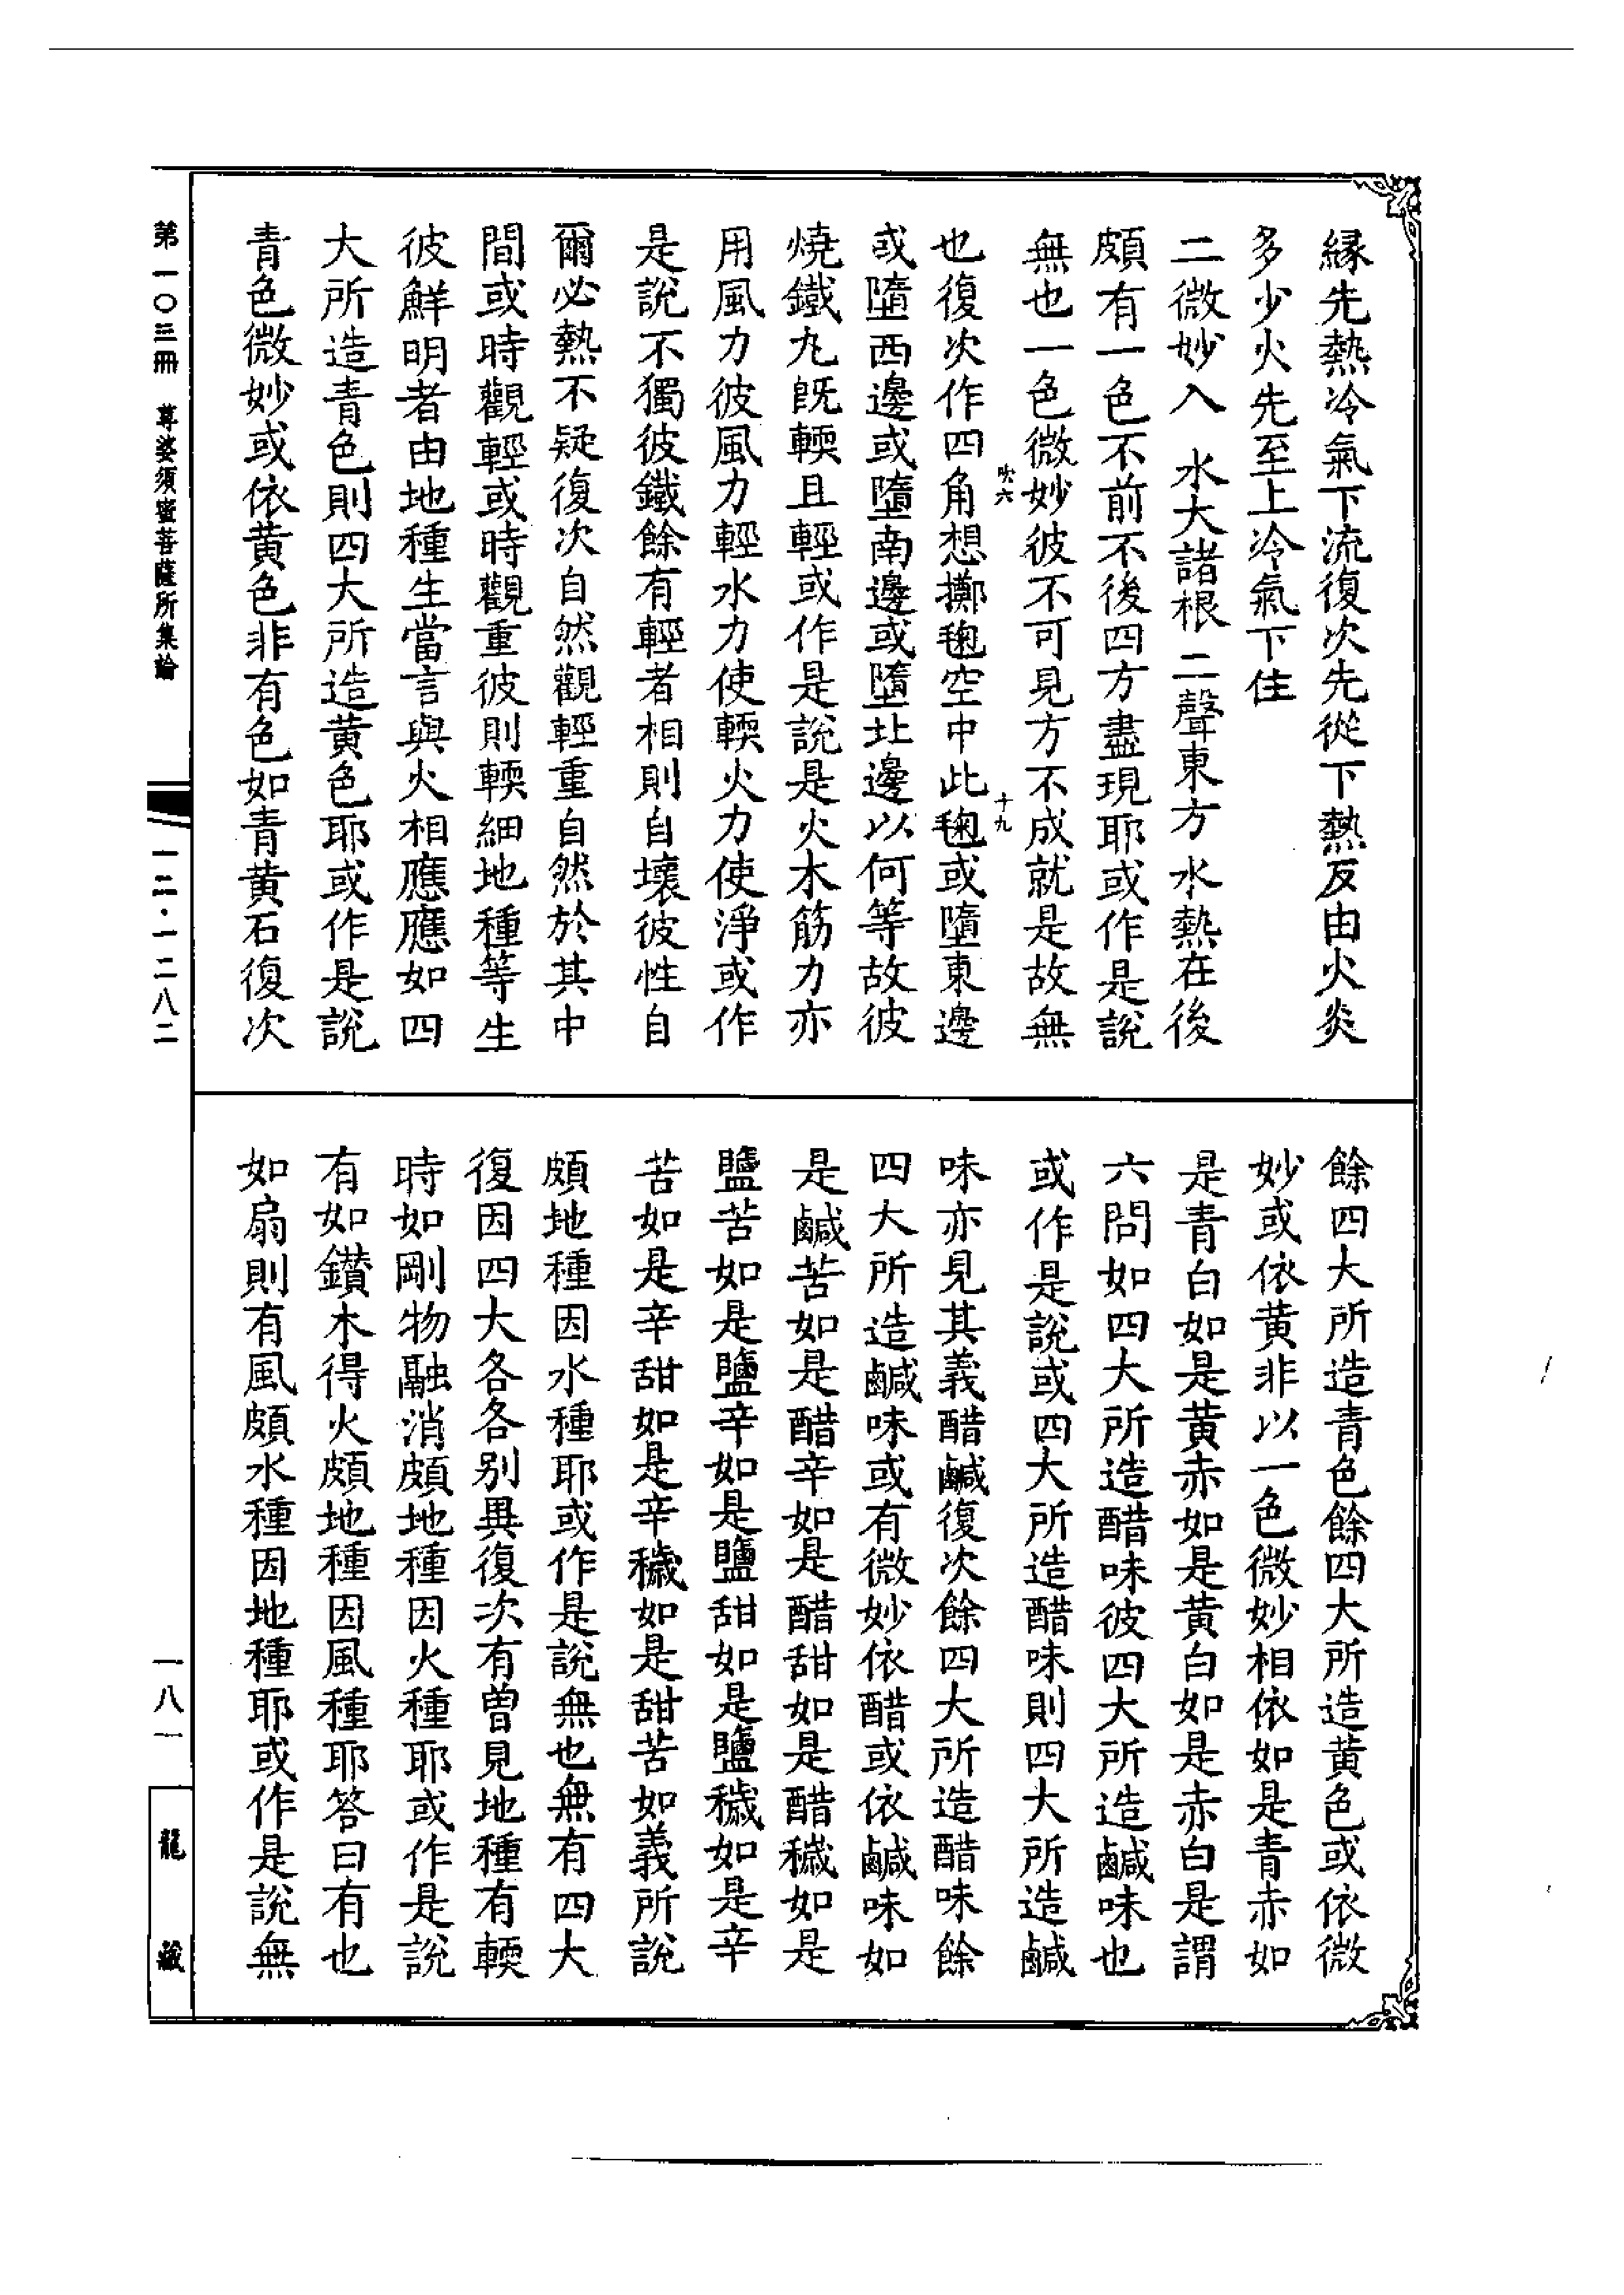 緣先熱冷氣下流復次先從下熱反由火炎
多少火先至上冷氣下住
二微妙入 水大諸根二聲東方水熱在後
頗有一色不前不後四方盡現耶或作是說
無也一色微妙彼不可見方不成就是故無
六
十九
也復次作四角想擲毱空中此毱或墮東邊
或墮西邊或墮南邊或墮北邊以何等故彼
燒鐵丸既輭且輕或作是說是火木筋力亦
用風力彼風力輕水力使輭火力使淨或作
是說不獨彼鐵餘有輕者相則自壞彼性自
爾必熱不疑復次自然觀輕重自然於其中
間或時觀輕或時觀重彼則輭細地種等生
彼鮮明者由地種生當言與火相應應如四
大所造青色則四大所造黃色耶或作是說
青色微妙或依黃色非有色如青黃石復次
餘四大所造青色餘四大所造黃色或依微
妙或依黃非以一色微妙相依如是青赤如
是青白如是黃赤如是黃白如是赤白是謂
六問如四大所造醋味彼四大所造鹹味也
或作是說或四大所造醋味則四大所造鹹
味亦見其義醋鹹復次餘四大所造醋味餘
四大所造鹹味或有微妙依醋或依鹹味如
是鹹苦如是醋辛如是醋甜如是醋穢如是
鹽苦如是鹽辛如是鹽甜如是鹽穢如是辛
苦如是辛甜如是辛穢如是甜苦如義所說
頗地種因水種耶或作是說無也無有四大
復因四大各各別異復次有曾見地種有輭
時如剛物融消頗地種因火種耶或作是說
有如鑽木得火頗地種因風種耶答曰有也
如扇則有風頗水種因地種耶或作是說無
第一〇三冊 尊婆須蜜菩薩所集論
一二·一二八二
一八一
龍藏